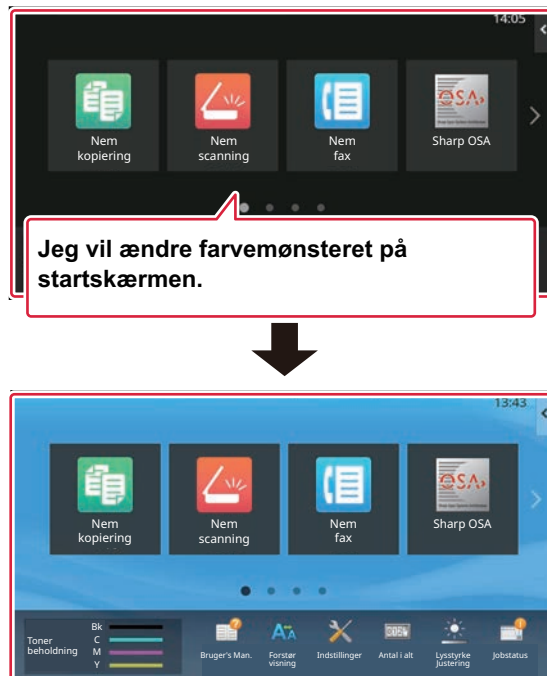 14:05
Nem
kopiering
Nem
scanning
Nem
fax
OSA
Sharp OSA
Jeg vil ændre farvemønsteret på
startskærmen.
13:43
Nem
kopiering
Nem
scanning
Nem
fax
OSA
Sharp OSA
Toner
beholdning
Bk
C
M
Y
Bruger's Man.
Forstør
visning
Indstillinger
Antal i alt
Lysstyrke
Justering
Jobstatus